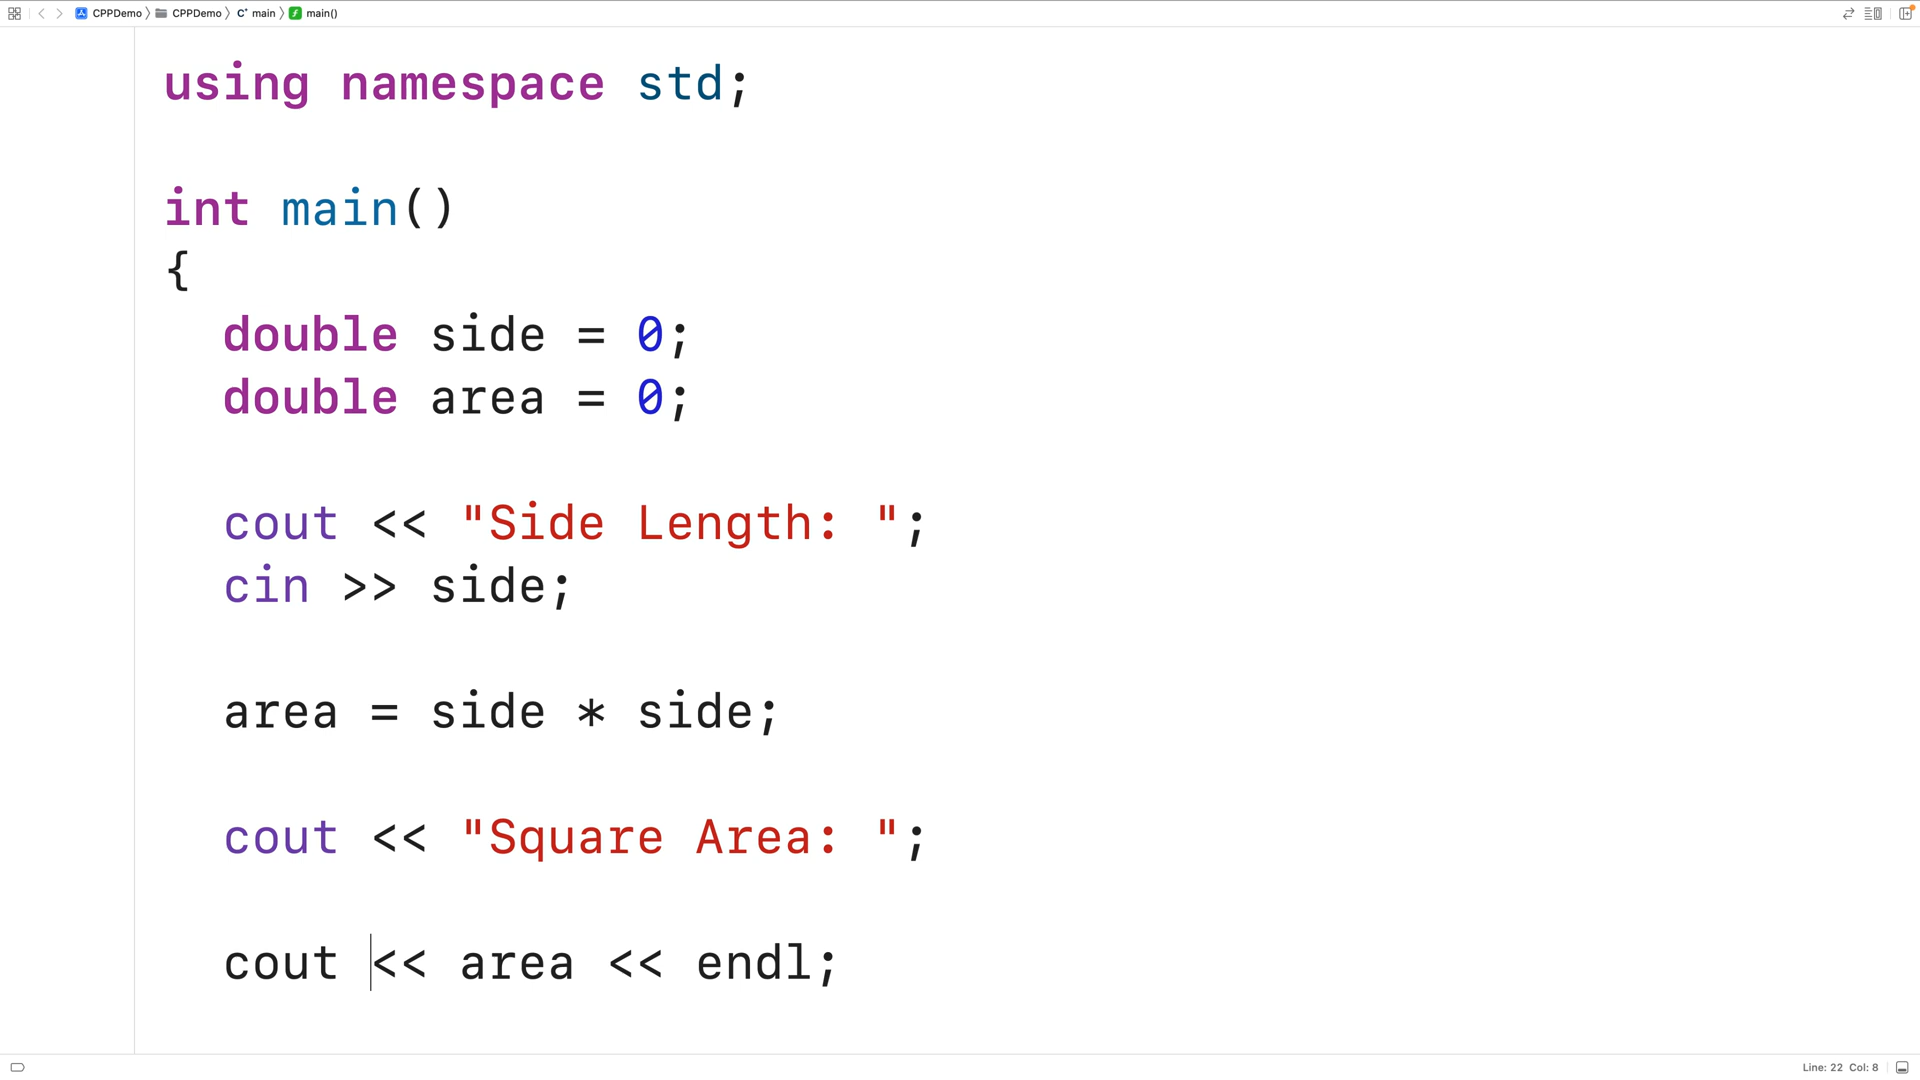 CPPDemo 〉 CPPDemo 〉 C⁺ main 〉 f main()
using namespace std;
int main()
{
double side = 0;
double area = 0;
cout << "Side Length: ";
cin >> side;
area = side * side;
cout << "Square Area: ";
cout << area << endl;
Line: 22 Col: 8